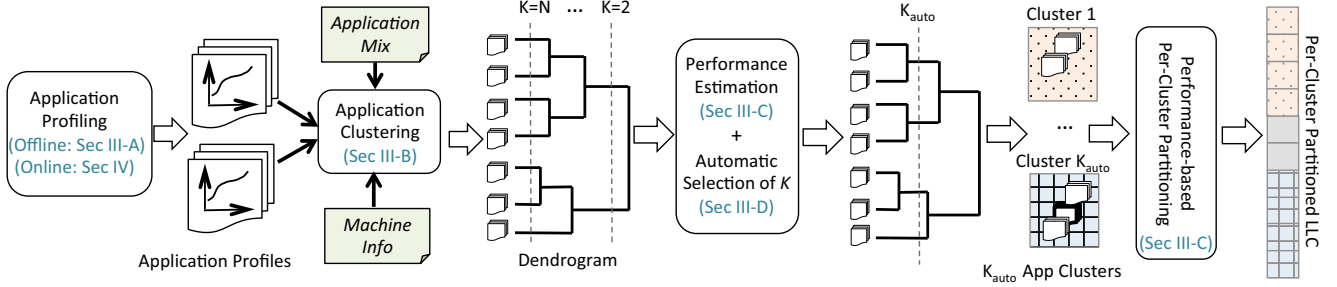 Application
Profiling
(Offline: Sec III-A)
(Online: Sec IV)
Application Profiles
Application
Mix
Application
Clustering
(Sec III-B)
Machine
Info
K=N ... K=2
Dendrogram
Performance
Estimation
(Sec III-C)
+
Automatic
Selection of K
(Sec III-D)
Kauto
Cluster 1
...
Cluster Kauto
Kauto App Clusters
Performance-based
Per-Cluster Partitioning
(Sec III-C)
Per-Cluster Partitioned LLC